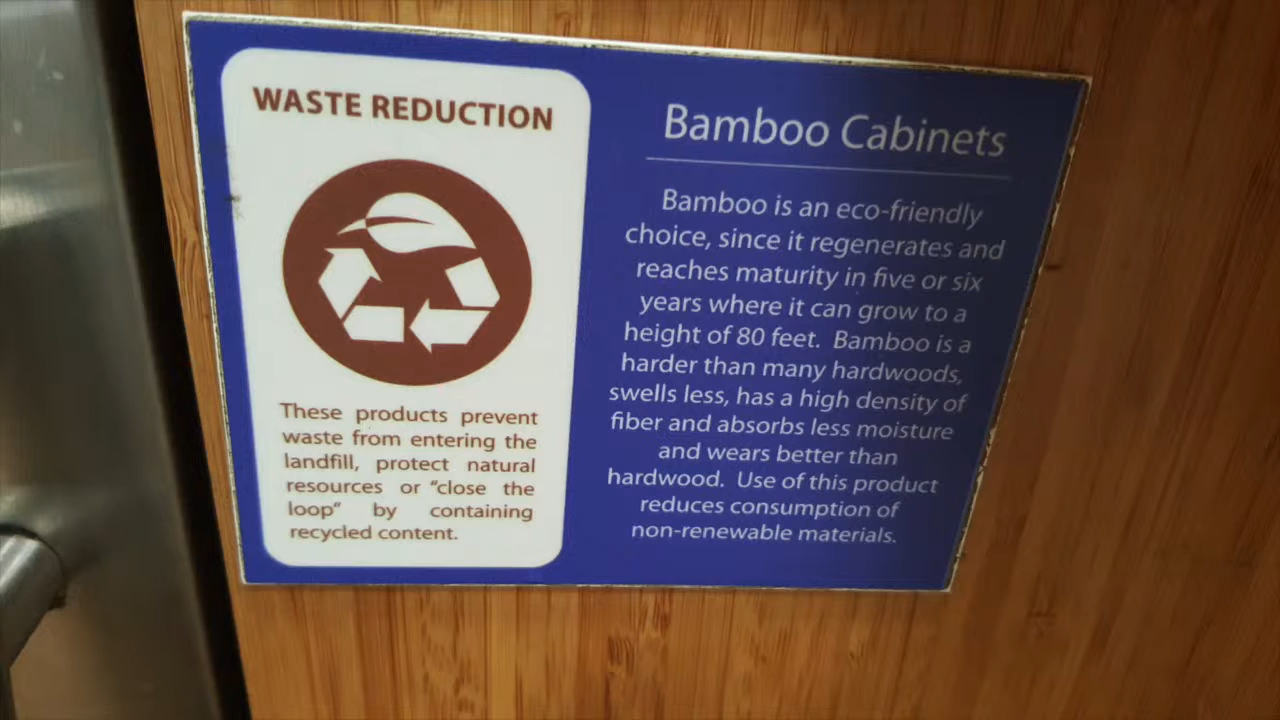 WASTE REDUCTION
These products prevent
waste from entering the
landfill, protect natural
resources or "close the
loop" by containing
recycled content.
Bamboo Cabinets
Bamboo is an eco-friendly
choice, since it regenerates and
reaches maturity in five or six
years where it can grow to a
height of 80 feet. Bamboo is a
harder than many hardwoods,
swells less, has a high density of
fiber and absorbs less moisture
and wears better than
hardwood. Use of this product
reduces consumption of
non-renewable materials.